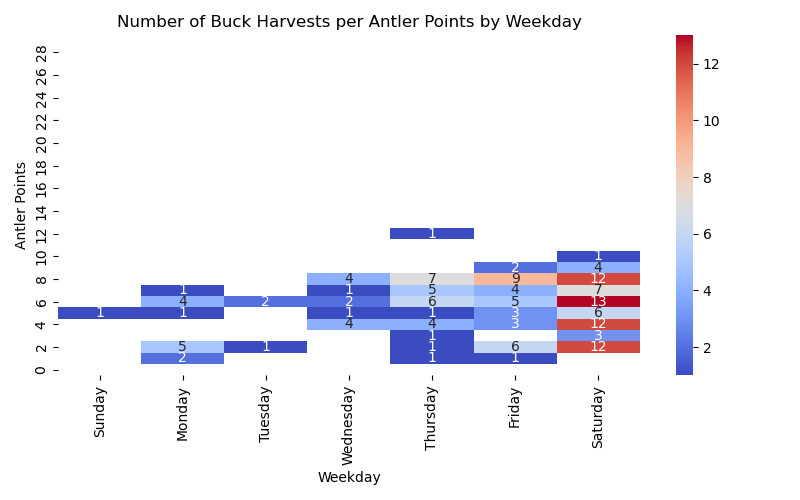 Number of Buck Harvests per Antler Points by Weekday
28
26
24
22
20
18
16
14
12
10
8
6
4
2
0
Antler Points
1
1
2 4
4 7 9 12
1 1 5 4 7
4 2 2 6 5 13
1 1 1 1 3 6
4 4 3 12
1 3
5 1 1 6 12
2 1 1
Sunday
Monday
Tuesday
Wednesday
Thursday
Friday
Saturday
Weekday
12
10
8
6
4
2